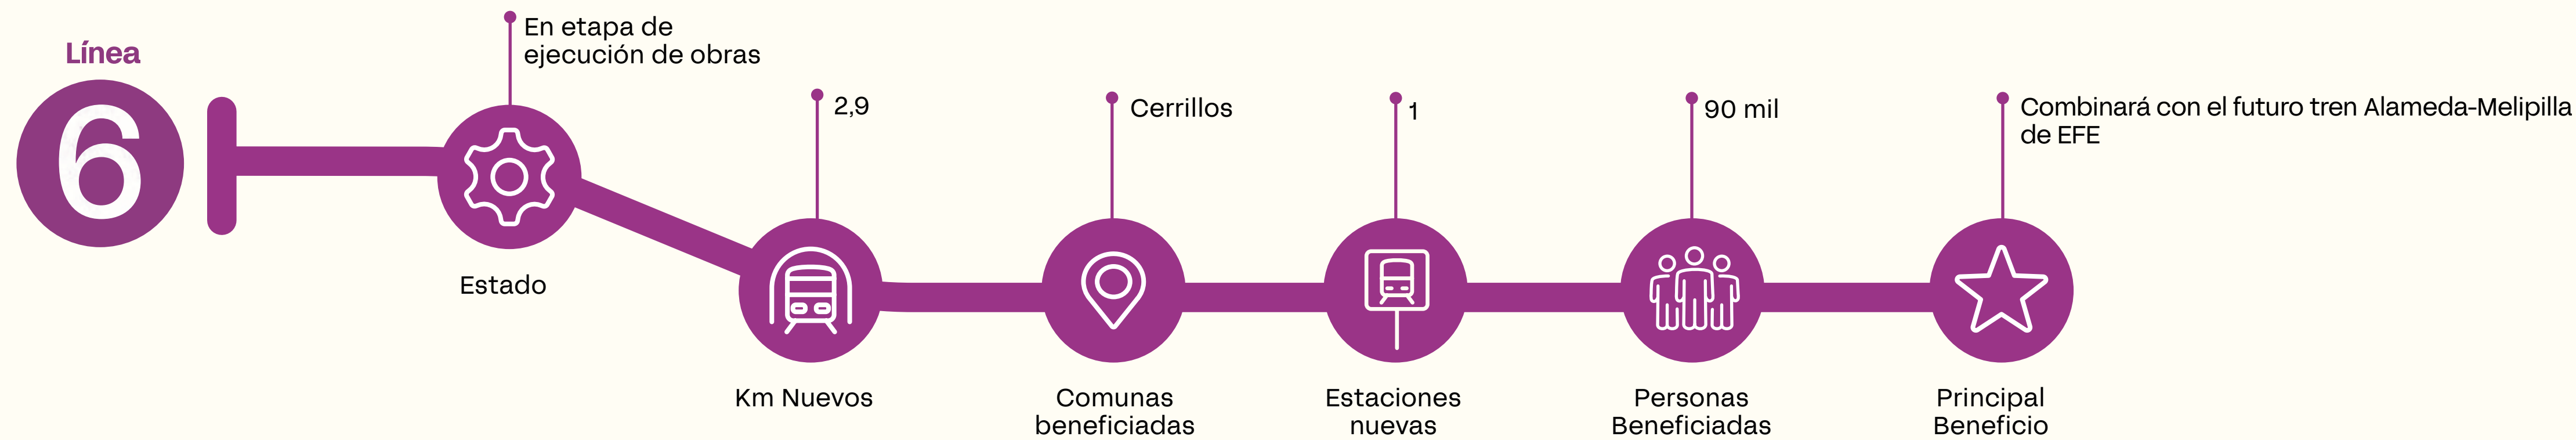 Línea
6
En etapa de
ejecución de obras
Estado
2,9
Km Nuevos
Cerrillos
Comunas
beneficiadas
1
Estaciones
nuevas
90 mil
Personas
Beneficiadas
Combinará con el futuro tren Alameda-Melipilla
de EFE
Principal
Beneficio